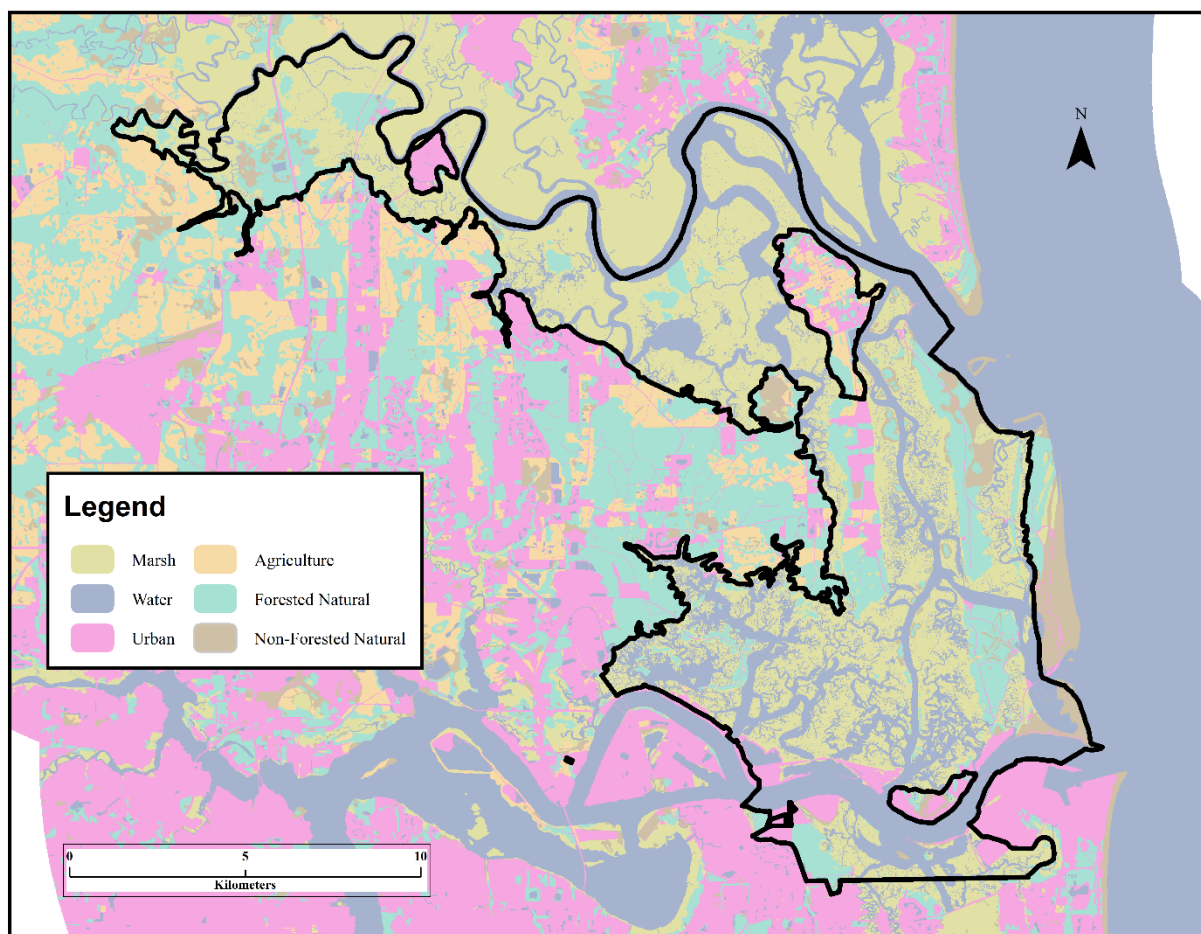 N
Legend
Marsh
Agriculture
Water
Forested Natural
Urban
Non-Forested Natural
0 5 10
Kilometers